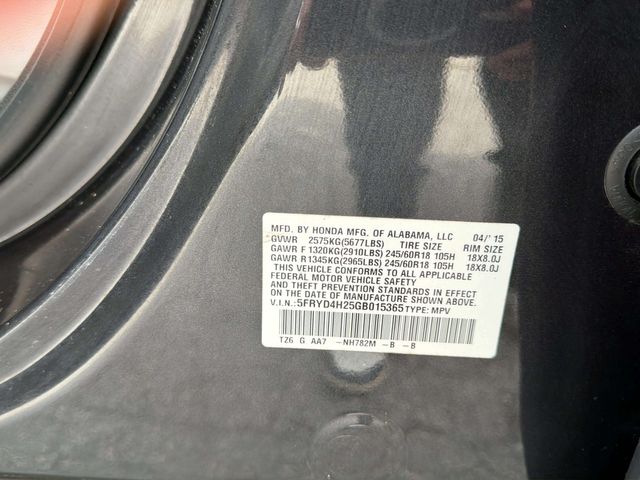 MFD. BY HONDA MFG. OF ALABAMA, LLC 04/'15
GVWR 2575KG(5677LBS) TIRE SIZE RIM SIZE
GAWR F 1320KG(2910LBS) 245/60R18 105H 18X8.0J
GAWR R 1345KG(2965LBS) 245/60R18 105H 18X8.0J
THIS VEHICLE CONFORMS TO ALL APPLICABLE
FEDERAL MOTOR VEHICLE SAFETY
AND THEFT PREVENTION STANDARDS IN EFFECT
ON THE DATE OF MANUFACTURE SHOWN ABOVE.
V.I.N.:5FRYD4H25GB015365 TYPE: MPV
TZ6 G AA7 -NH782M -B -B